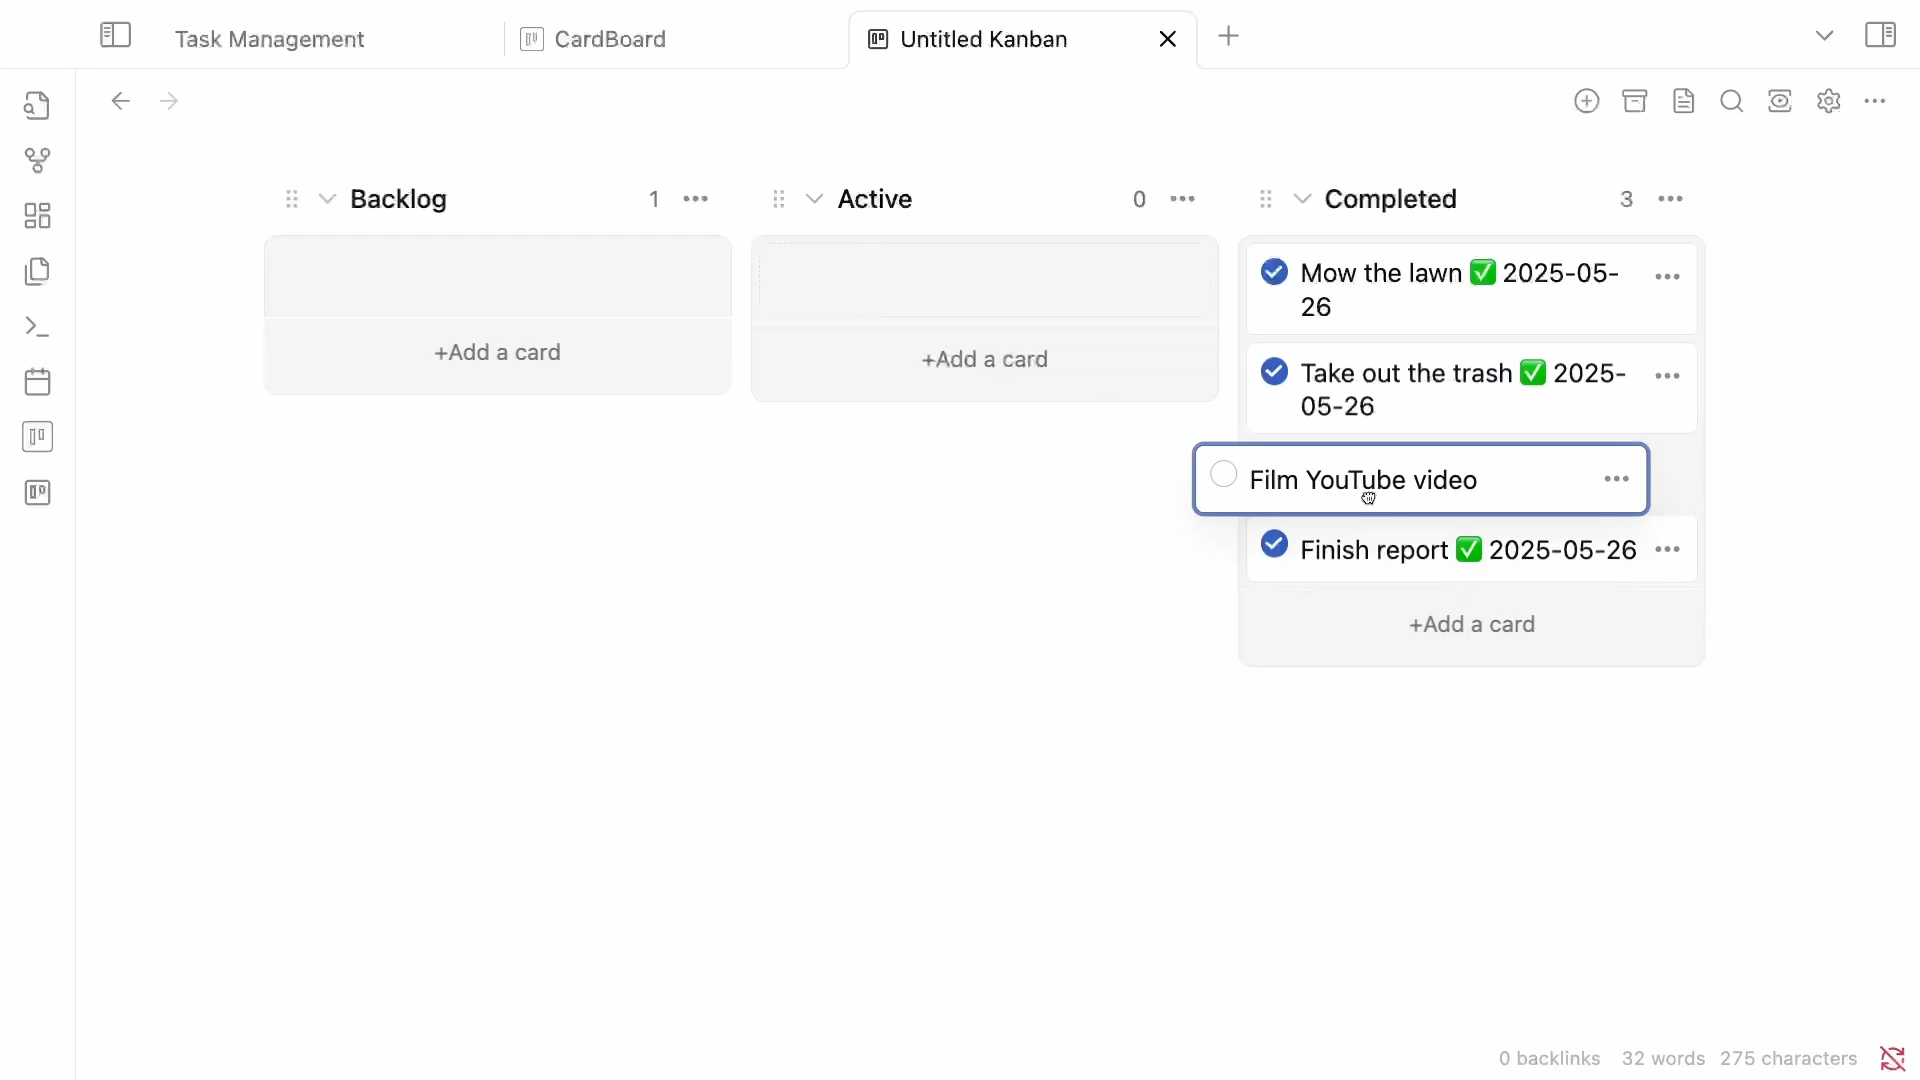 Task Management
CardBoard
Untitled Kanban
Backlog
1
+Add a card
Active
0
+Add a card
Completed
3
Mow the lawn ✅ 2025-05-
26
Take out the trash ✅ 2025-
05-26
Film YouTube video
Finish report ✅ 2025-05-26
+Add a card
0 backlinks 32 words 275 characters